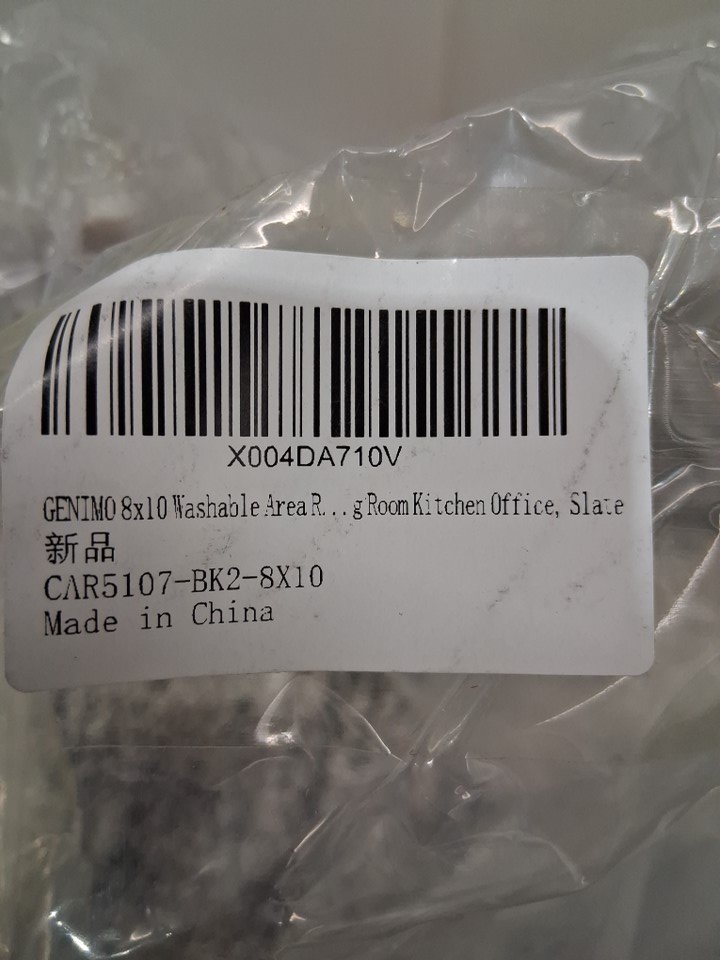 X004DA710V
GENIMO 8x10 Washable Area R...g Room Kitchen Office, Slate
新品
CAR5107-BK2-8X10
Made in China